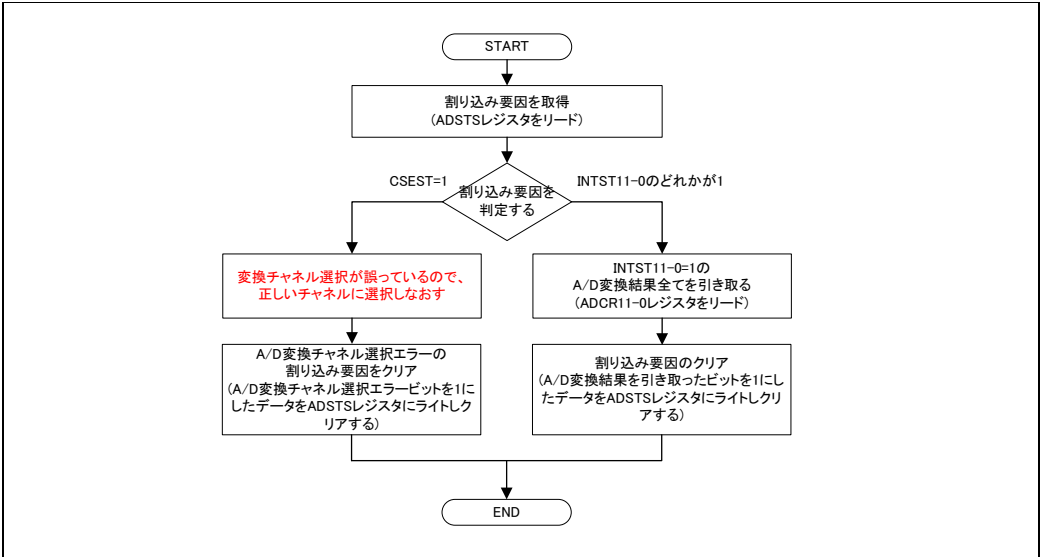 START
割り込み要因を取得
(ADSTSレジスタをリード)
CSEST=1
割り込み要因を
判定する
INTST11-0のどれかが1
変換チャネル選択が誤っているので、
正しいチャネルに選択しなおす
INTST11-0=1の
A/D変換結果全てを引き取る
(ADCR11-0レジスタをリード)
A/D変換チャネル選択エラーの
割り込み要因をクリア
(A/D変換チャネル選択エラービットを1に
したデータをADSTSレジスタにライトしク
リアする)
割り込み要因のクリア
(A/D変換結果を引き取ったビットを1にし
たデータをADSTSレジスタにライトしクリ
アする)
END